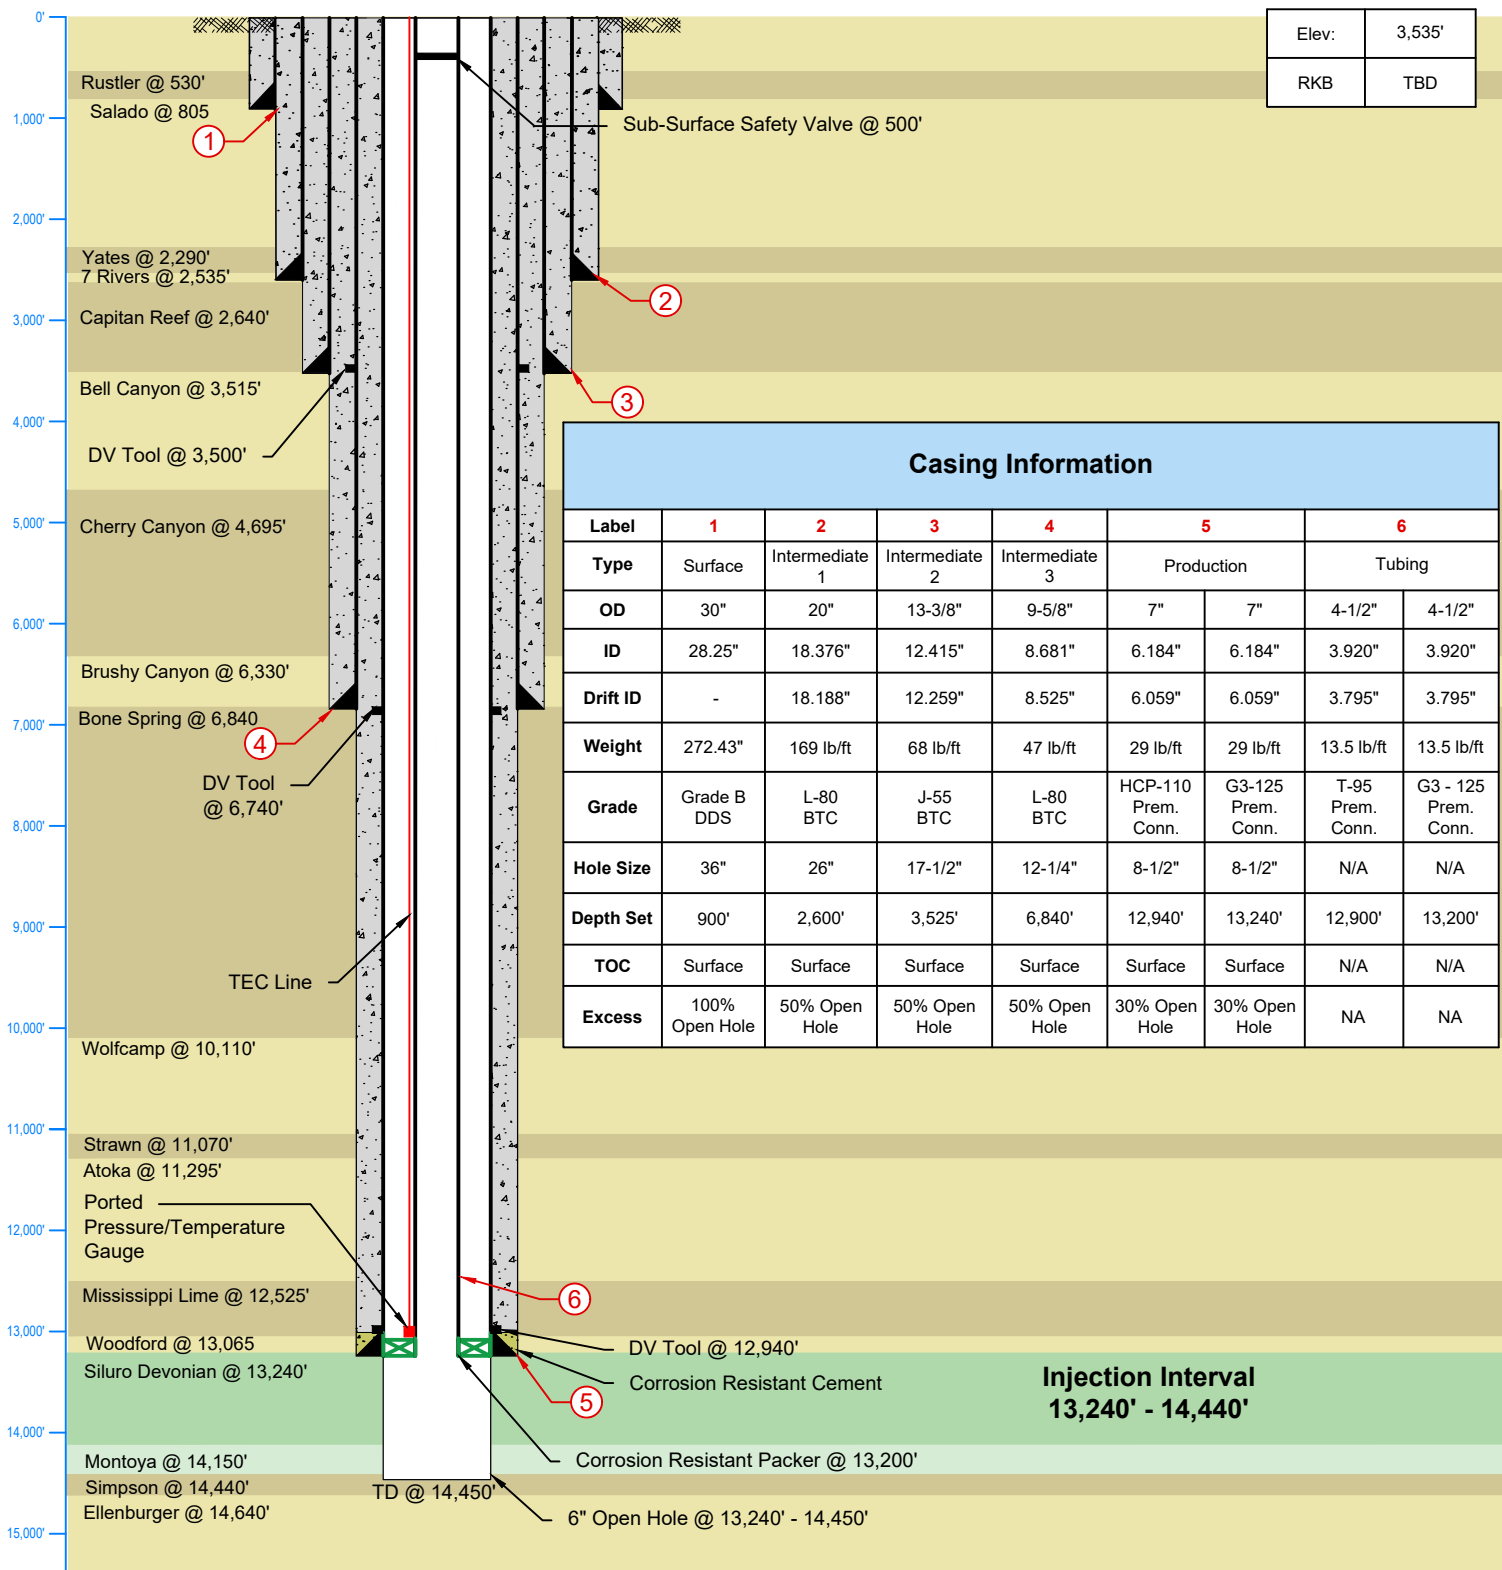 0'
1,000'
2,000'
3,000'
4,000'
5,000'
6,000'
7,000'
8,000'
9,000'
10,000'
11,000'
12,000'
13,000'
14,000'
15,000'
Elev: 3,535'
RKB TBD
Rustler @ 530'
Salado @ 805
1
Sub-Surface Safety Valve @ 500'
Yates @ 2,290'
7 Rivers @ 2,535'
2
Capitan Reef @ 2,640'
Bell Canyon @ 3,515'
3
DV Tool @ 3,500'
Cherry Canyon @ 4,695'
Brushy Canyon @ 6,330'
Bone Spring @ 6,840
4
DV Tool
@ 6,740'
TEC Line
Wolfcamp @ 10,110'
Strawn @ 11,070'
Atoka @ 11,295'
Ported
Pressure/Temperature
Gauge
Mississippi Lime @ 12,525'
6
Woodford @ 13,065
Siluro Devonian @ 13,240'
DV Tool @ 12,940'
Corrosion Resistant Cement
5
Injection Interval
13,240' - 14,440'
Montoya @ 14,150'
Corrosion Resistant Packer @ 13,200'
Simpson @ 14,440'
TD @ 14,450'
Ellenburger @ 14,640'
6" Open Hole @ 13,240' - 14,450'
Casing Information
Label 1 2 3 4 5 6
Type Surface Intermediate 1 Intermediate 2 Intermediate 3 Production Tubing
OD 30" 20" 13-3/8" 9-5/8" 7" 7" 4-1/2" 4-1/2"
ID 28.25" 18.376" 12.415" 8.681" 6.184" 6.184" 3.920" 3.920"
Drift ID - 18.188" 12.259" 8.525" 6.059" 6.059" 3.795" 3.795"
Weight 272.43" 169 lb/ft 68 lb/ft 47 lb/ft 29 lb/ft 29 lb/ft 13.5 lb/ft 13.5 lb/ft
Grade Grade B DDS L-80 BTC J-55 BTC L-80 BTC HCP-110 Prem. Conn. G3-125 Prem. Conn. T-95 Prem. Conn. G3 - 125 Prem. Conn.
Hole Size 36" 26" 17-1/2" 12-1/4" 8-1/2" 8-1/2" N/A N/A
Depth Set 900' 2,600' 3,525' 6,840' 12,940' 13,240' 12,900' 13,200'
TOC Surface Surface Surface Surface Surface Surface N/A N/A
Excess 100% Open Hole 50% Open Hole 50% Open Hole 50% Open Hole 30% Open Hole 30% Open Hole NA NA